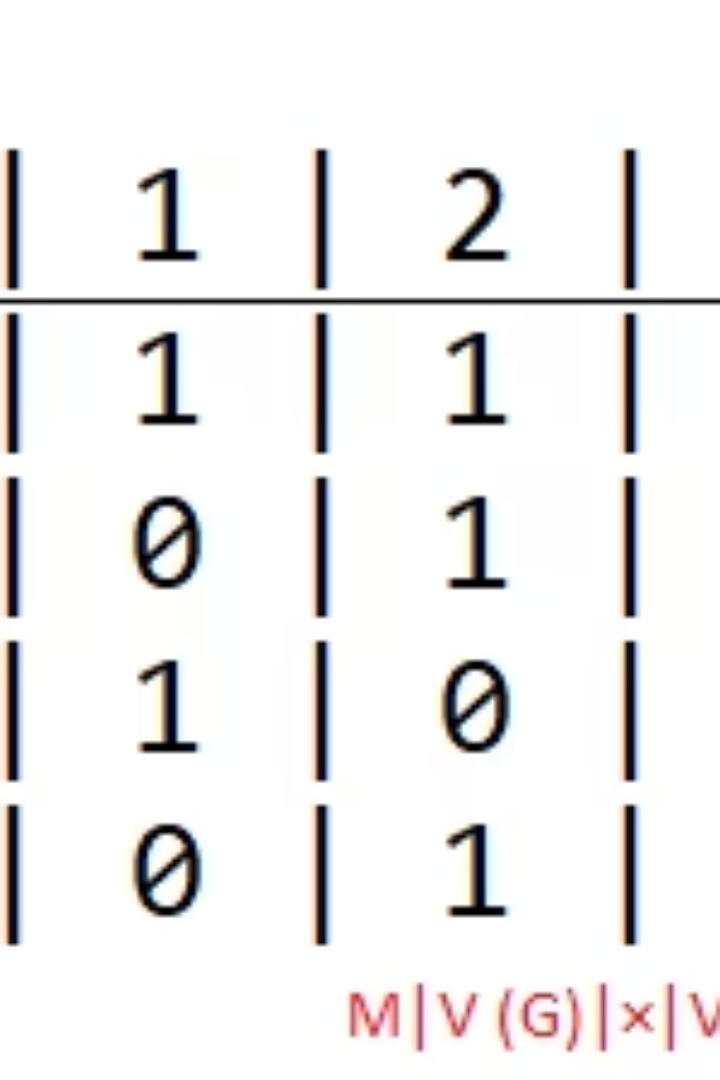 | 1 | 2 |
| 1 | 1 |
| 0 | 1 |
| 1 | 0 |
| 0 | 1 |
M|V (G)|×|V